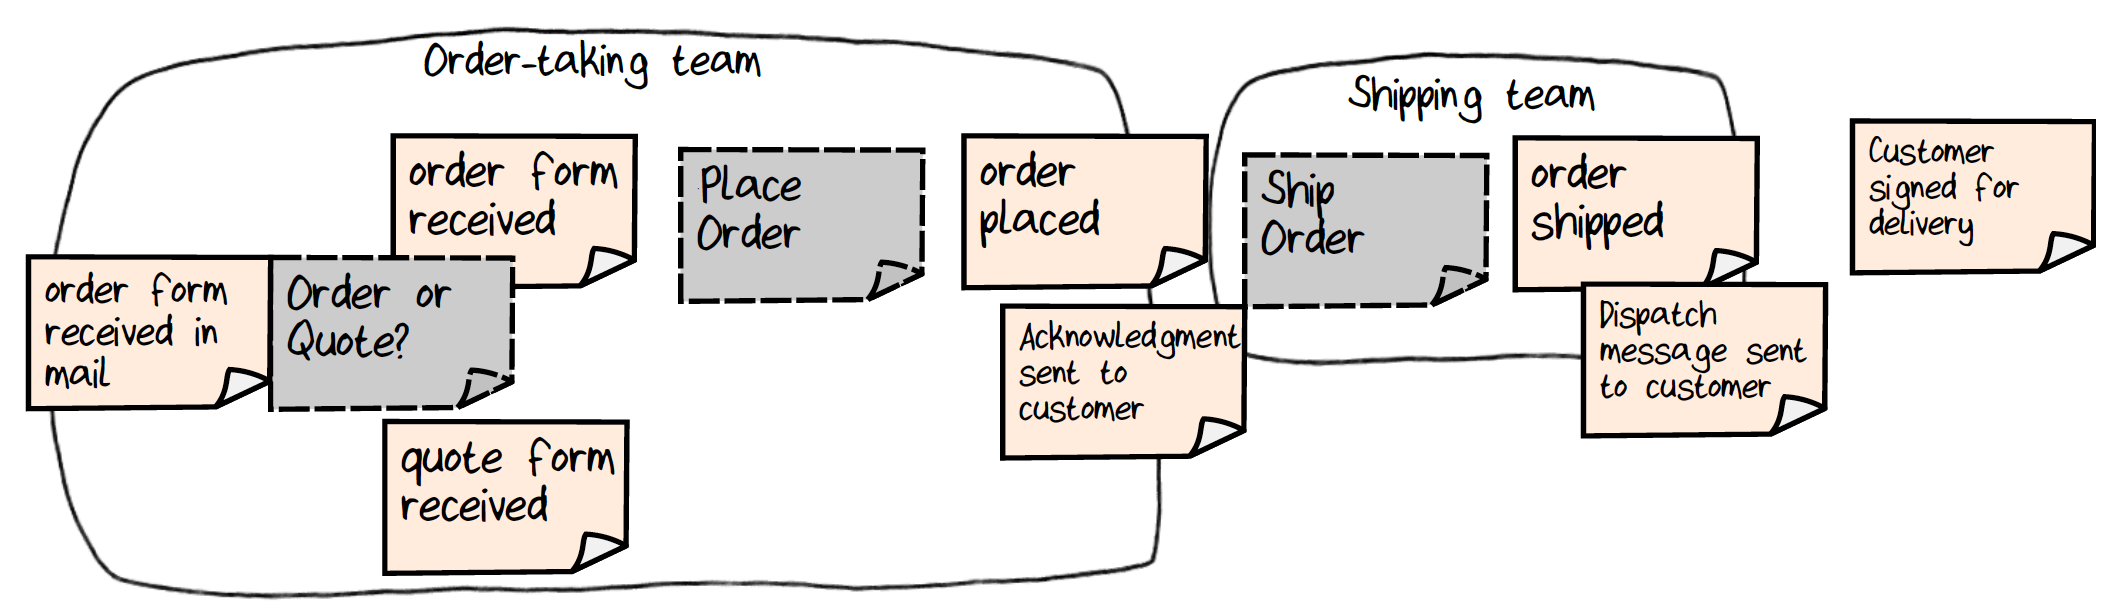 Order-taking team
Shipping team
order form
received
Place
Order
order
placed
Ship
Order
order
shipped
Customer
signed for
delivery
order form
received in
mail
Order or
Quote?
Acknowledgment
sent to
customer
Dispatch
message sent
to customer
quote form
received